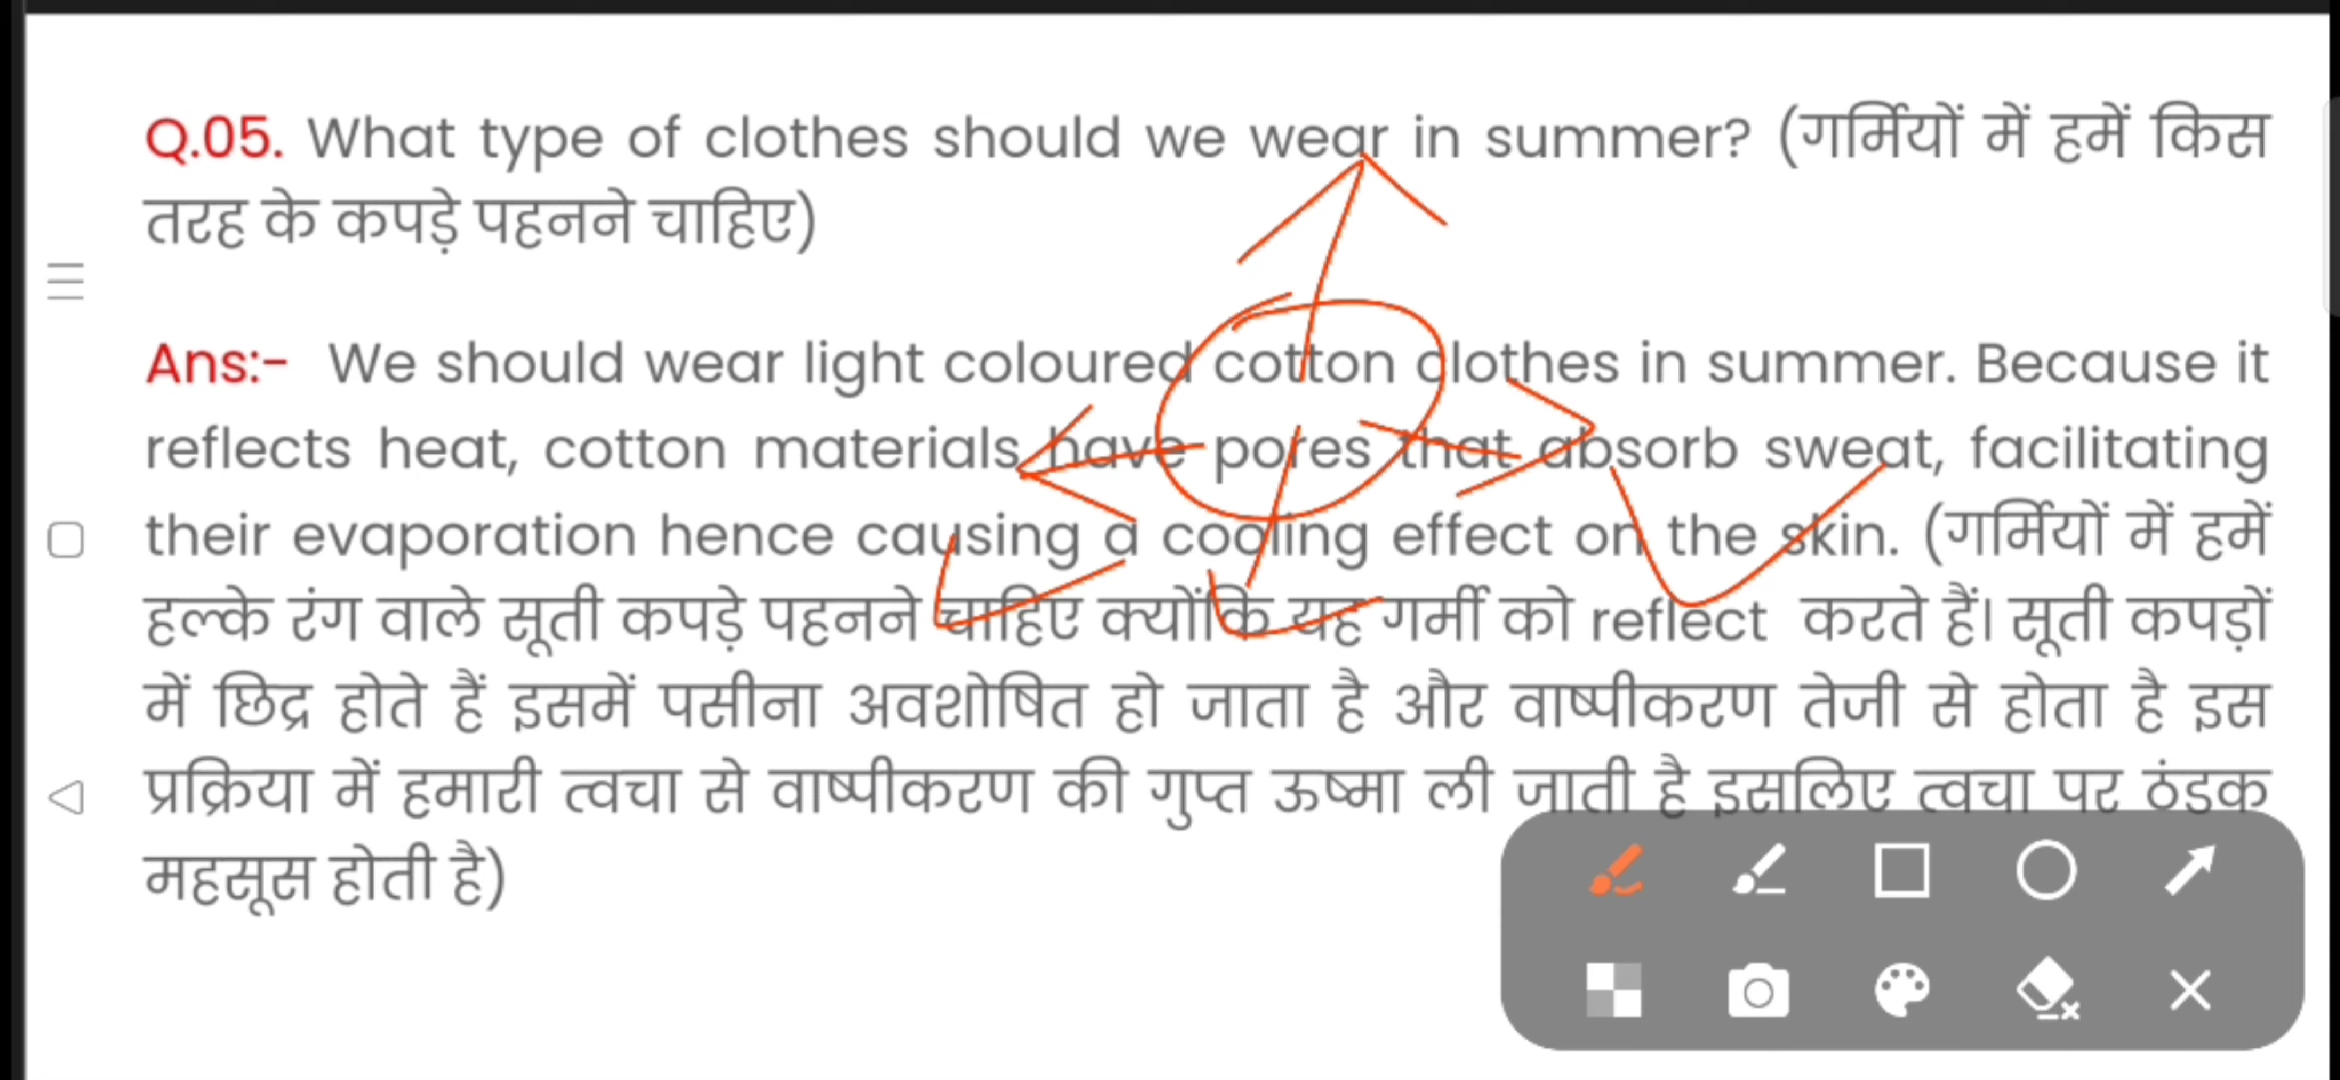 Q.05. What type of clothes should we wear in summer? (गर्मियों में हमें किस
तरह के कपड़े पहनने चाहिए)
Ans:- We should wear light coloured cotton clothes in summer. Because it
reflects heat, cotton materials have pores that absorb sweat, facilitating
their evaporation hence causing a cooling effect on the skin. (गर्मियों में हमें
हल्के रंग वाले सूती कपड़े पहनने चाहिए क्योंकि यह गर्मी को reflect करते हैं। सूती कपड़ों
में छिद्र होते हैं इसमें पसीना अवशोषित हो जाता है और वाष्पीकरण तेजी से होता है इस
प्रक्रिया में हमारी त्वचा से वाष्पीकरण की गुप्त ऊष्मा ली जाती है इसलिए त्वचा पर ठंडक
महसूस होती है)